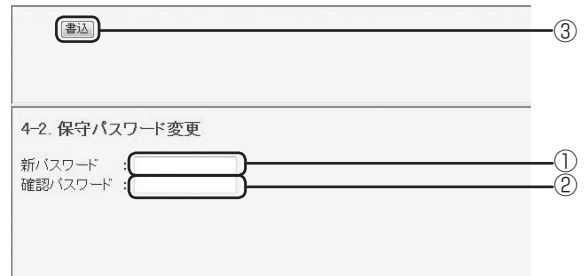 書込
③
4-2. 保守パスワード変更
新パスワード :
①
確認パスワード :
②